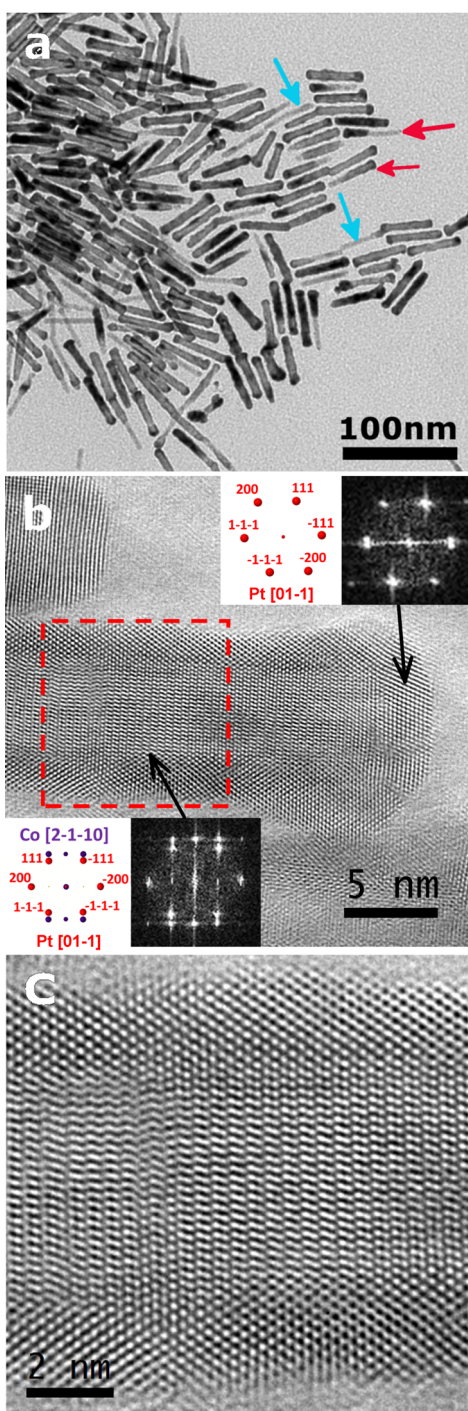 a
100nm
b
200 111
1-1-1 -111
-1-1-1 -200
Pt [01-1]
Co [2-1-10]
111 -111
200 -200
1-1-1 -1-1-1
Pt [01-1]
5 nm
C
2 nm